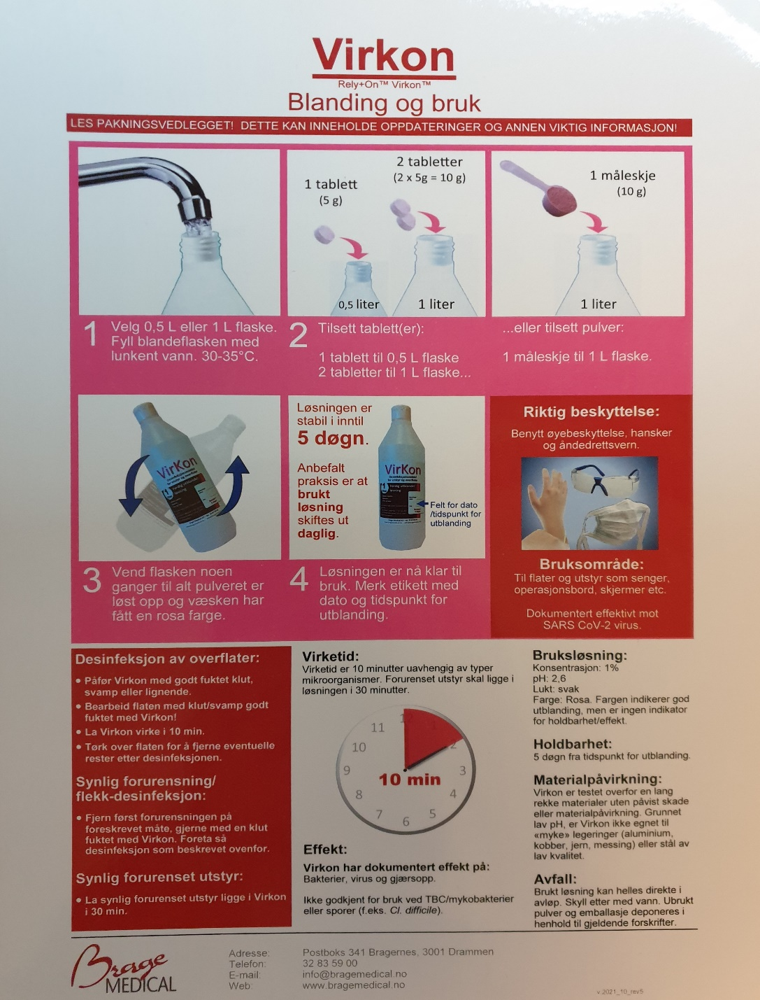 Virkon
Rely+On™ Virkon™
Blanding og bruk
LES PAKNINGSVEDLEGGET! DETTE KAN INNEHOLDE OPPDATERINGER OG ANNEN VIKTIG INFORMASJON!
1 tablett
(5 g)
2 tabletter
(2 x 5g = 10 g)
0,5 liter
1 liter
1 måleskje
(10 g)
1 liter
1
Velg 0,5 L eller 1 L flaske.
Fyll blandeflasken med
lunkent vann. 30-35°C.
2
Tilsett tablett(er):
1 tablett til 0,5 L flaske
2 tabletter til 1 L flaske...
...eller tilsett pulver:
1 måleskje til 1 L flaske.
VirKon
Løsningen er
stabil i inntil
5 døgn.
Anbefalt
praksis er at
brukt
løsning
skiftes ut
daglig.
VirKon
Felt for dato
/tidspunkt for
utblanding
3
Vend flasken noen
ganger til alt pulveret er
løst opp og væsken har
fått en rosa farge.
4
Løsningen er nå klar til
bruk. Merk etikett med
dato og tidspunkt for
utblanding.
Riktig beskyttelse:
Benytt øyebeskyttelse, hansker
og åndedrettsvern.
Bruksområde:
Til flater og utstyr som senger,
operasjonsbord, skjermer etc.
Dokumentert effektivt mot
SARS CoV-2 virus.
Desinfeksjon av overflater:
• Påfør Virkon med godt fuktet klut,
svamp eller lignende.
• Bearbeid flaten med klut/svamp godt
fuktet med Virkon!
• La Virkon virke i 10 min.
• Tørk over flaten for å fjerne eventuelle
rester etter desinfeksjonen.
Synlig forurensning/
flekk-desinfeksjon:
• Fjern først forurensningen på
foreskrevet måte, gjerne med en klut
fuktet med Virkon. Foreta så
desinfeksjon som beskrevet ovenfor.
Synlig forurenset utstyr:
• La synlig forurenset utstyr ligge i Virkon
i 30 min.
Virketid:
Virketid er 10 minutter uavhengig av typer
mikroorganismer. Forurenset utstyr skal ligge i
løsningen i 30 minutter.
12
1
2
3
4
5
6
7
8
9
10
11
10 min
Effekt:
Virkon har dokumentert effekt på:
Bakterier, virus og gjærsopp.
Ikke godkjent for bruk ved TBC/mykobakterier
eller sporer (f.eks. Cl. difficile).
Bruksløsning:
Konsentrasjon: 1%
pH: 2,6
Lukt: svak
Farge: Rosa. Fargen indikerer god
utblanding, men er ingen indikator
for holdbarhet/effekt.
Holdbarhet:
5 døgn fra tidspunkt for utblanding.
Materialpåvirkning:
Virkon er testet overfor en lang
rekke materialer uten påvist skade
eller materialpåvirkning. Grunnet
lav pH, er Virkon ikke egnet til
«myke» legeringer (aluminium,
kobber, jern, messing) eller stål av
lav kvalitet.
Avfall:
Brukt løsning kan helles direkte i
avløp. Skyll etter med vann. Ubrukt
pulver og emballasje deponeres i
henhold til gjeldende forskrifter.
Brage
MEDICAL
Adresse: Postboks 341 Bragernes, 3001 Drammen
Telefon: 32 83 59 00
E-mail: info@bragemedical.no
Web: www.bragemedical.no
v.2021_10_rev5